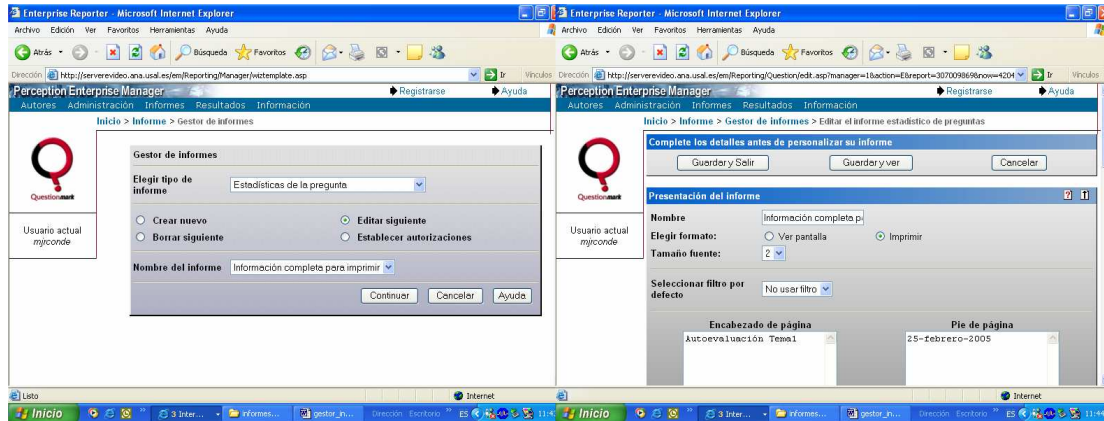 Enterprise Reporter - Microsoft Internet Explorer
Archivo Edición Ver Favoritos Herramientas Ayuda
Atrás Búsqueda Favoritos
Dirección http://serverevideo.ana.usal.es/em/Reporting/Manager/wiztemplate.asp Ir Vínculos
Perception Enterprise Manager Registrarse Ayuda
Autores Administración Informes Resultados Información
Inicio > Informe > Gestor de informes
Questionmark
Usuario actual
mjrconde
Gestor de informes
Elegir tipo de informe Estadísticas de la pregunta
Crear nuevo Editar siguiente
Borrar siguiente Establecer autorizaciones
Nombre del informe Información completa para imprimir
Continuar Cancelar Ayuda
Listo Internet
Inicio 3 Inter... informes... gestor_in... Dirección Escritorio ES
Enterprise Reporter - Microsoft Internet Explorer
Archivo Edición Ver Favoritos Herramientas Ayuda
Atrás Búsqueda Favoritos
Dirección http://serverevideo.ana.usal.es/em/Reporting/Question/edit.asp?manager=1&action=E&report=307009869&now=4204 Ir Vínculos
Perception Enterprise Manager Registrarse Ayuda
Autores Administración Informes Resultados Información
Inicio > Informe > Gestor de informes > Editar el informe estadístico de preguntas
Questionmark
Usuario actual
mjrconde
Complete los detalles antes de personalizar su informe
Guardar y Salir Guardar y ver Cancelar
Presentación del informe
Nombre Información completa p
Elegir formato: Ver pantalla Imprimir
Tamaño fuente: 2
Seleccionar filtro por defecto No usar filtro
Encabezado de página Pie de página
Autoevaluación Tema1 25-febrero-2005
Internet
Inicio 3 Inter... informes... gestor_in... Dirección Escritorio ES 11:44